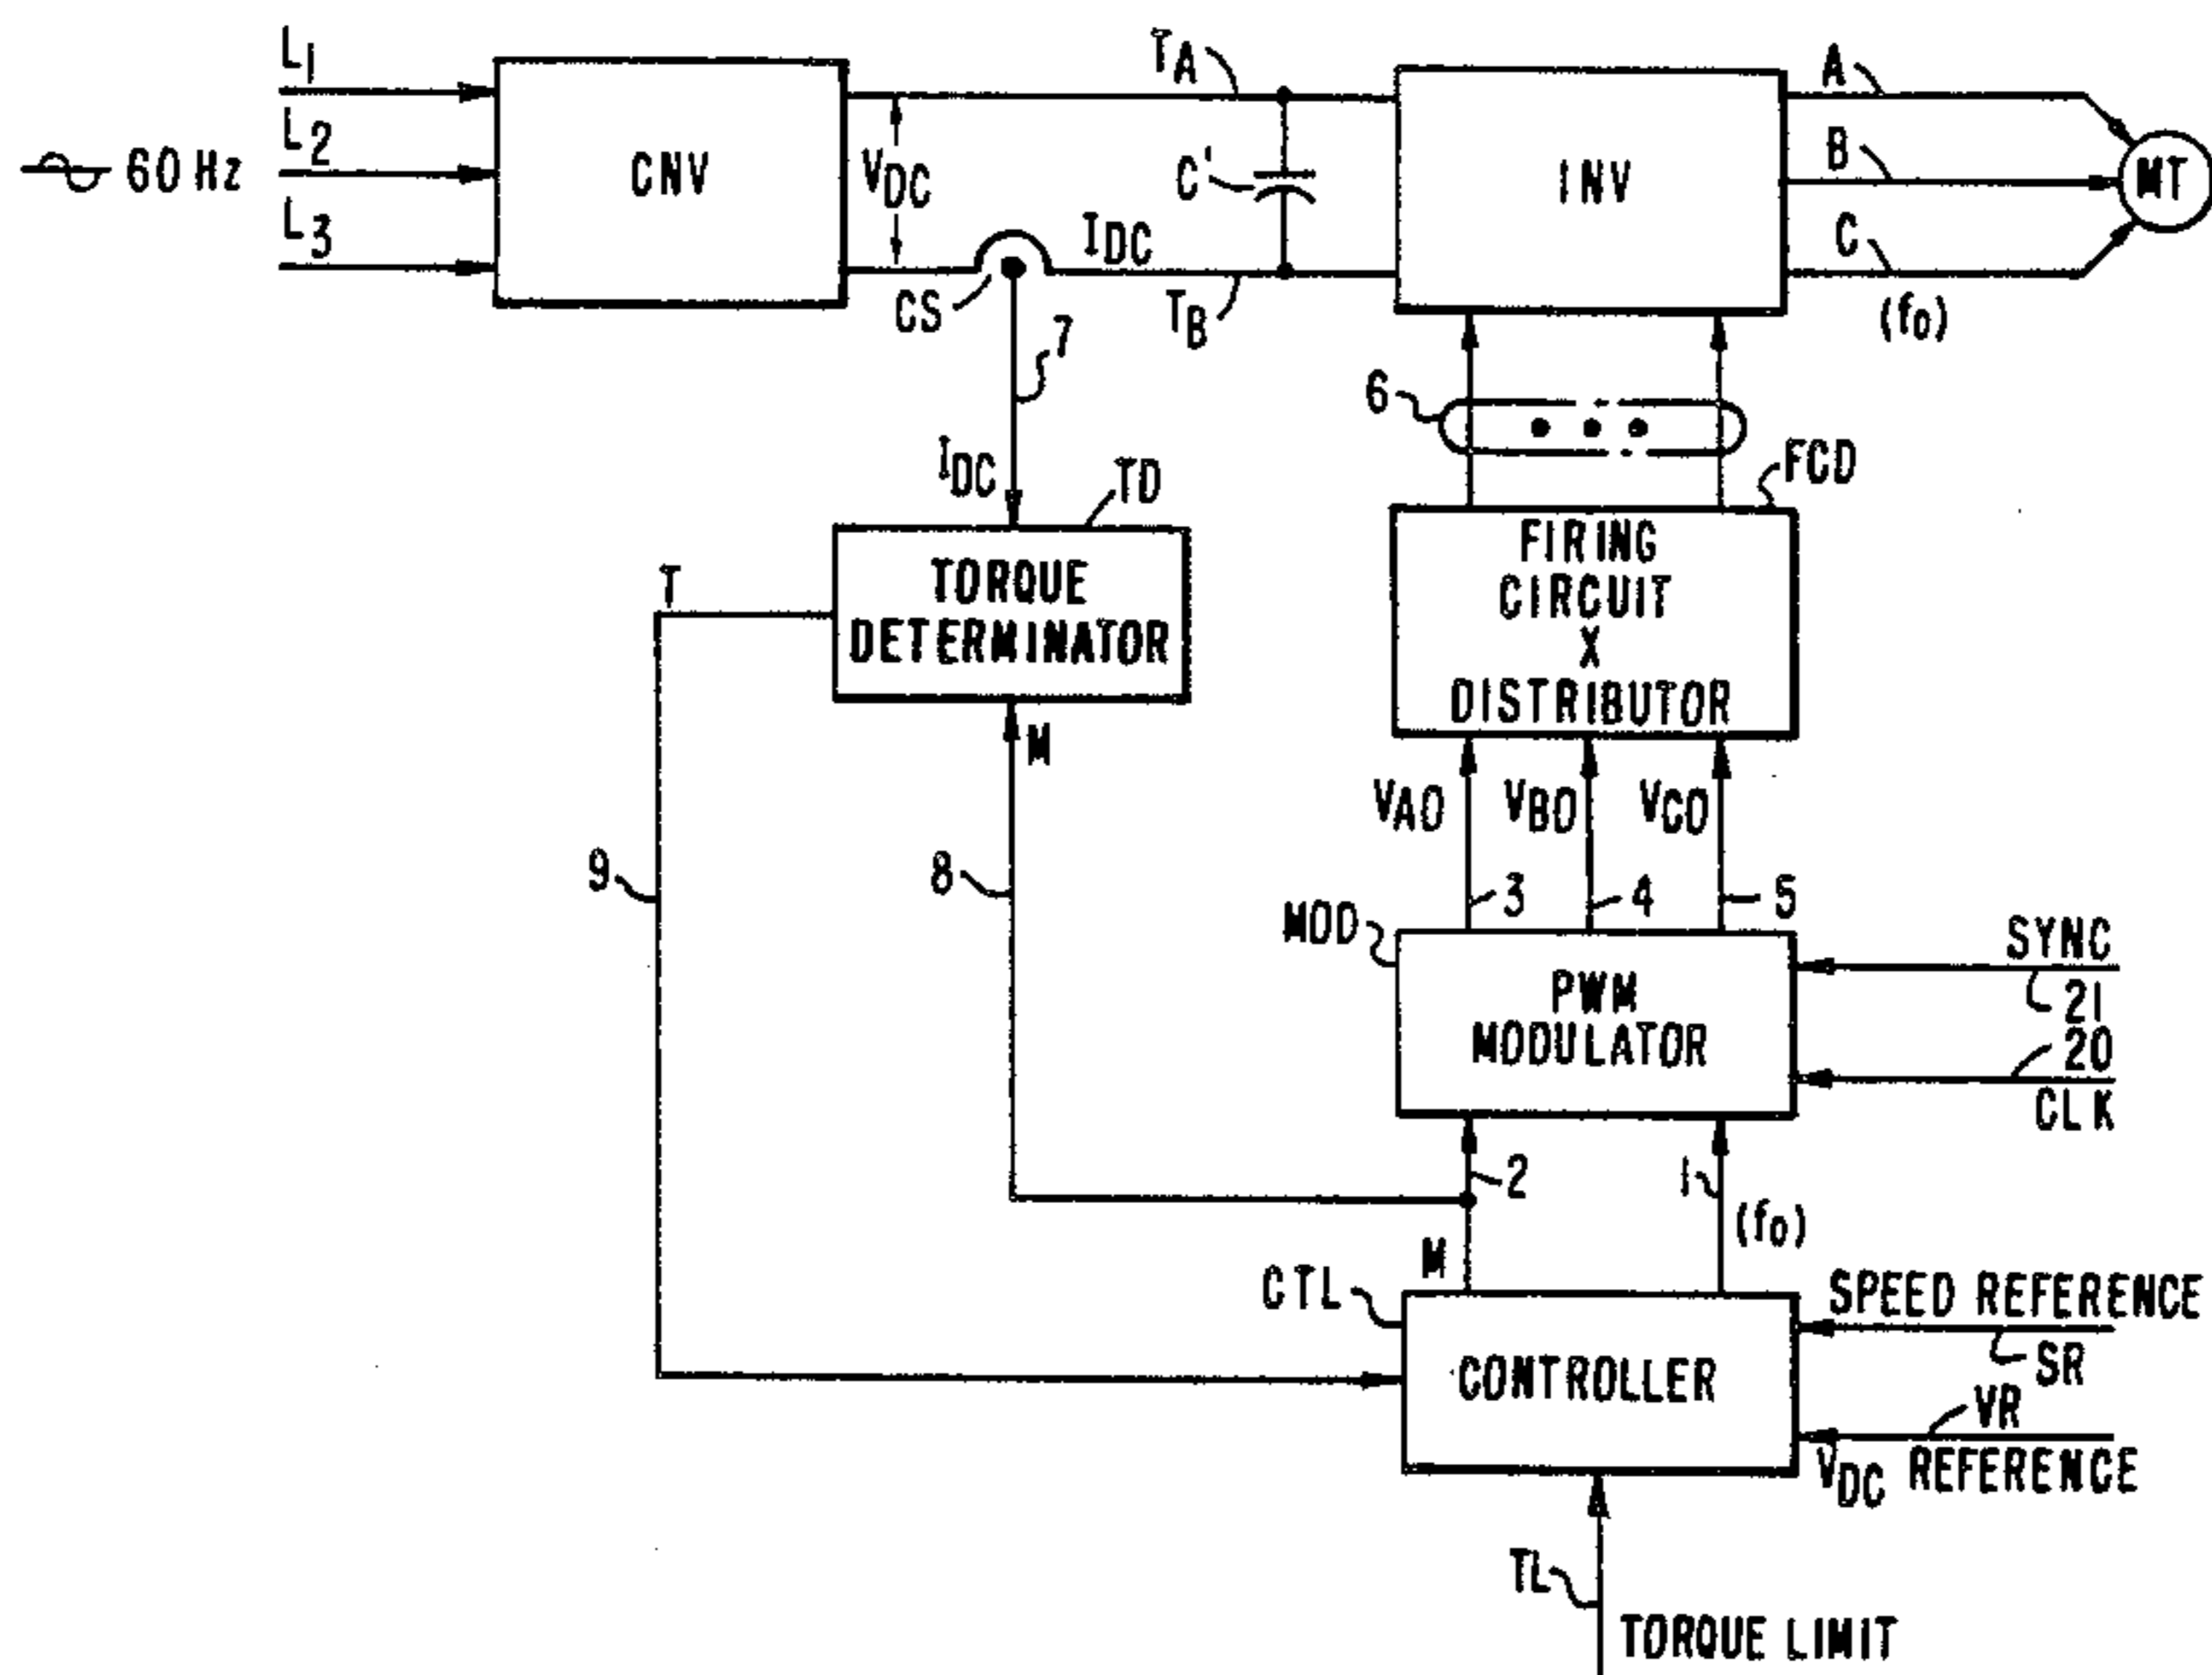 L1
L2
60 Hz
L3
CNV
VDC
TA
C'
IDC
CS
TB
INV
A
B
C
(f0)
MT
7
6
IDC
TD
FCD
T
TORQUE
DETERMINATOR
FIRING
CIRCUIT
X
DISTRIBUTOR
M
VAO
VBO
VCO
9
8
3
4
5
MOD
PWM
MODULATOR
SYNC
21
20
CLK
2
1
(f0)
M
CTL
CONTROLLER
SPEED REFERENCE
SR
VR
VDC REFERENCE
TL
TORQUE LIMIT